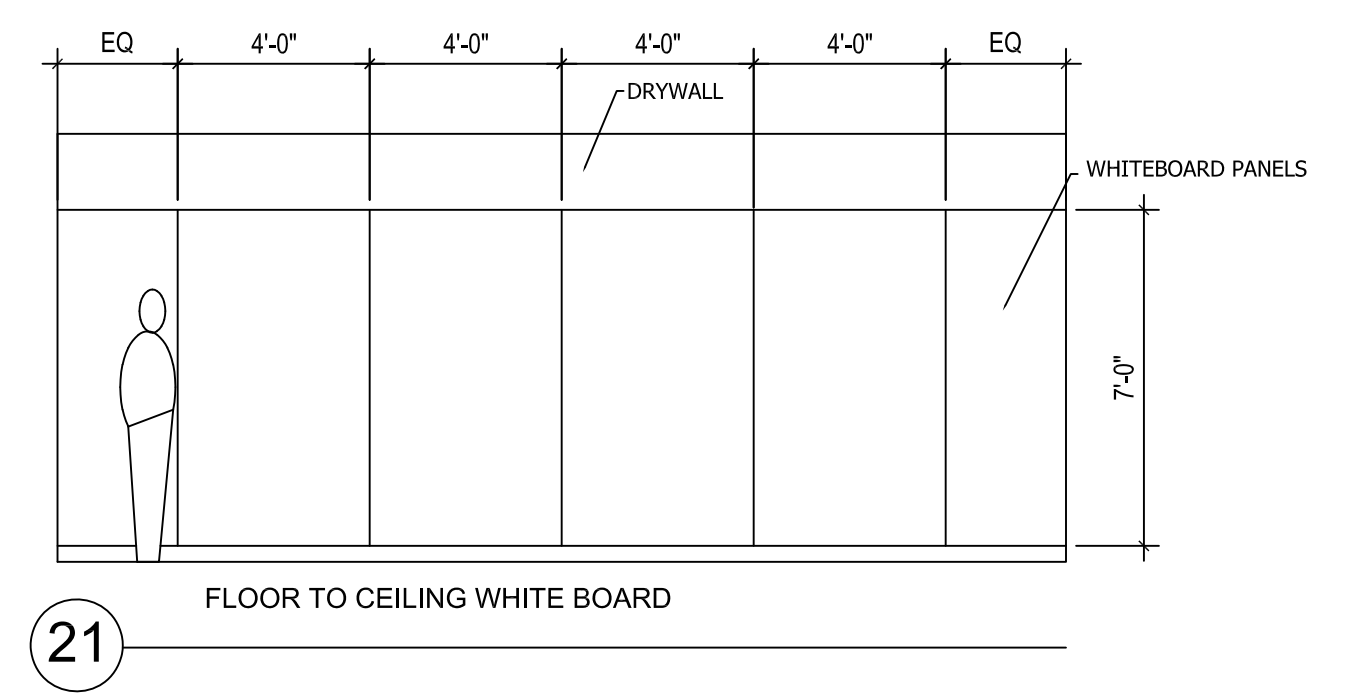 EQ 4'-0" 4'-0" 4'-0" 4'-0" EQ
DRYWALL
WHITEBOARD PANELS
7'-0"
FLOOR TO CEILING WHITE BOARD
21